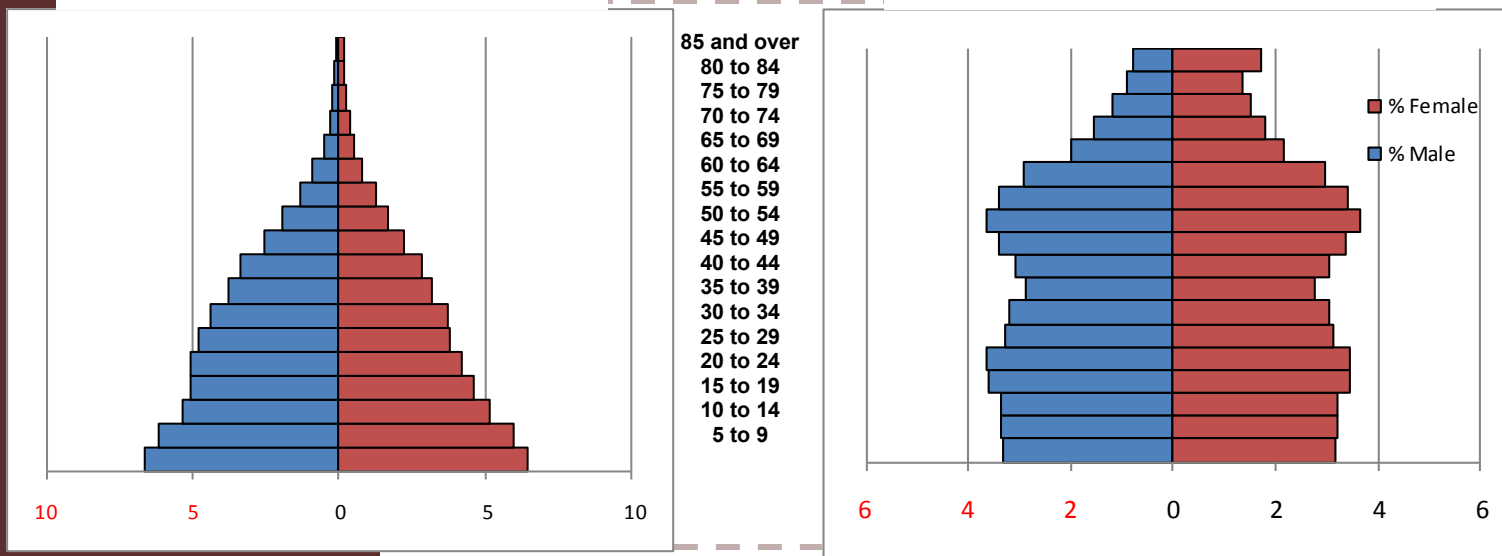 85 and over
80 to 84
75 to 79
70 to 74
65 to 69
60 to 64
55 to 59
50 to 54
45 to 49
40 to 44
35 to 39
30 to 34
25 to 29
20 to 24
15 to 19
10 to 14
5 to 9
10 5 0 5 10
% Female
% Male
6 4 2 0 2 4 6